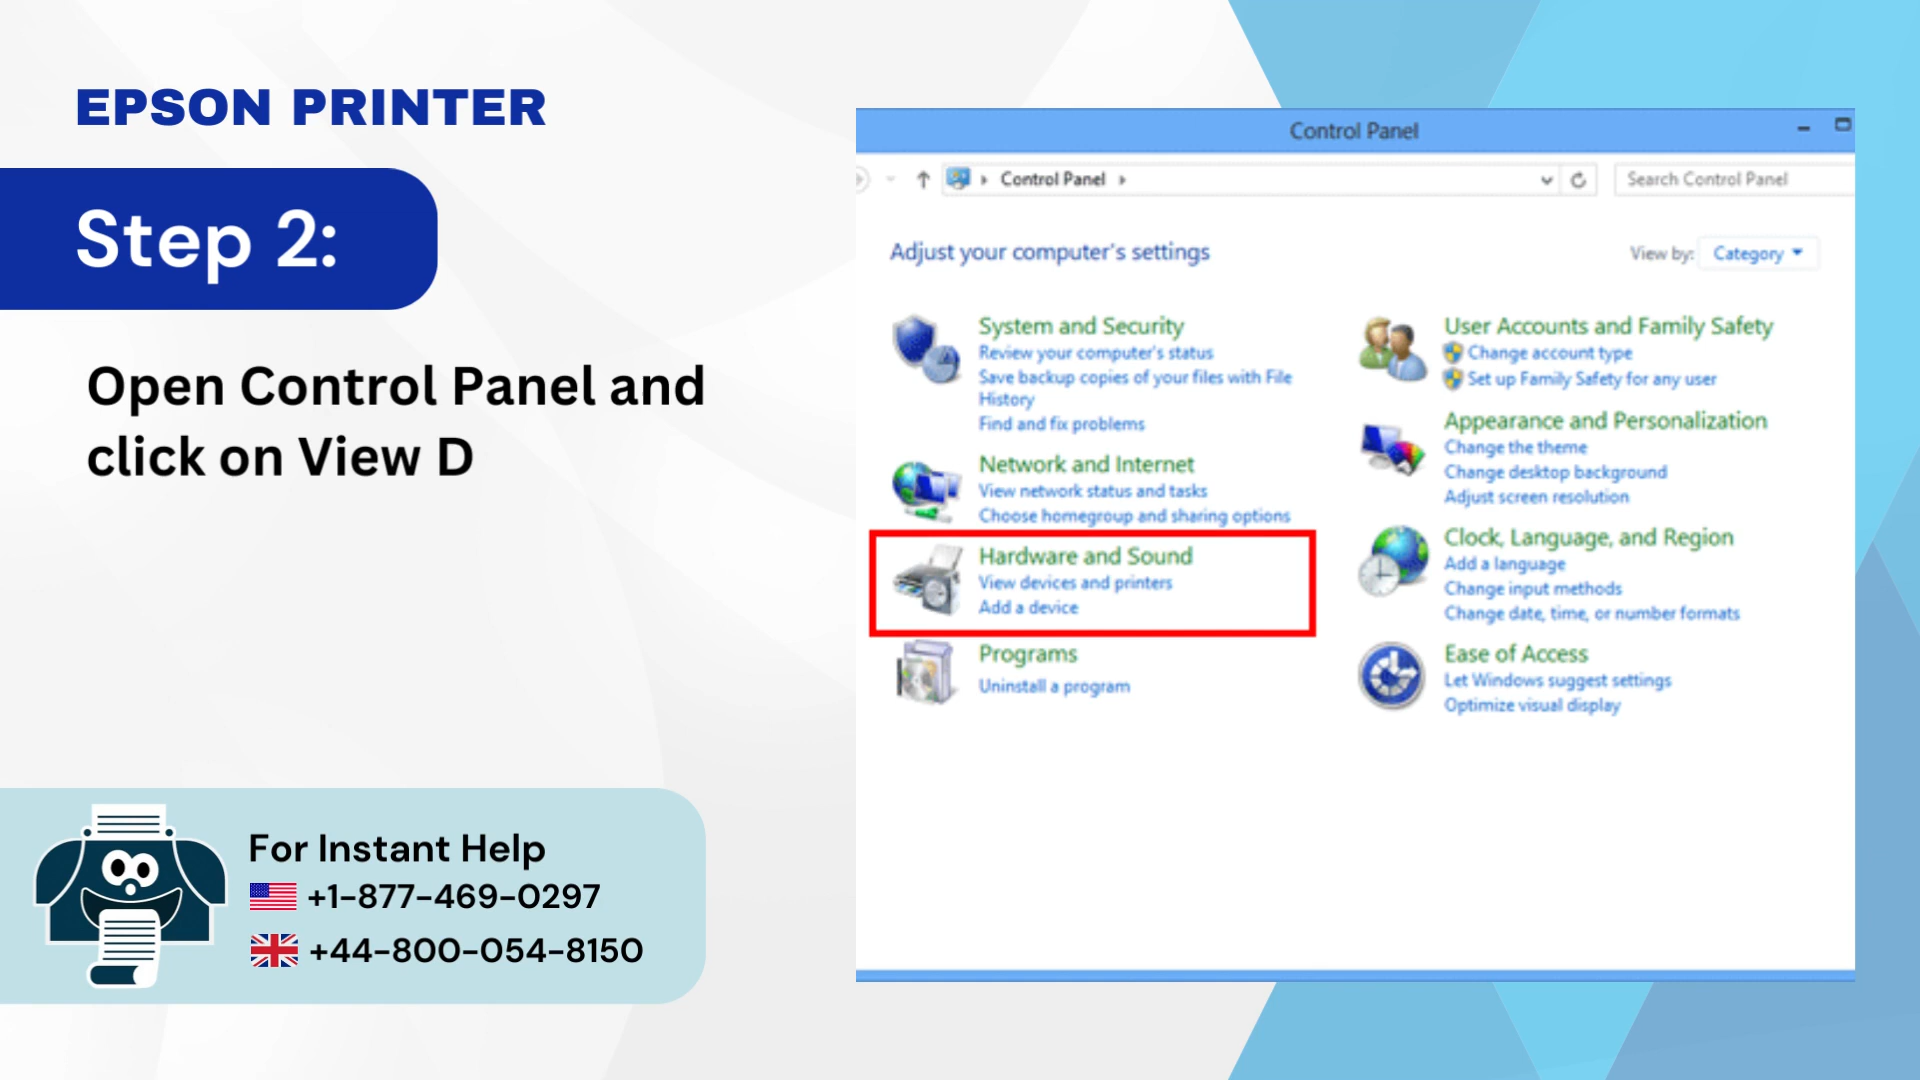 EPSON PRINTER
Step 2:
Open Control Panel and
click on View D
For Instant Help
+1-877-469-0297
+44-800-054-8150
Control Panel
Control Panel
Search Control Panel
Adjust your computer's settings
View by: Category
System and Security
Review your computer's status
Save backup copies of your files with File
History
Find and fix problems
Network and Internet
View network status and tasks
Choose homegroup and sharing options
Hardware and Sound
View devices and printers
Add a device
Programs
Uninstall a program
User Accounts and Family Safety
Change account type
Set up Family Safety for any user
Appearance and Personalization
Change the theme
Change desktop background
Adjust screen resolution
Clock, Language, and Region
Add a language
Change input methods
Change date, time, or number formats
Ease of Access
Let Windows suggest settings
Optimize visual display